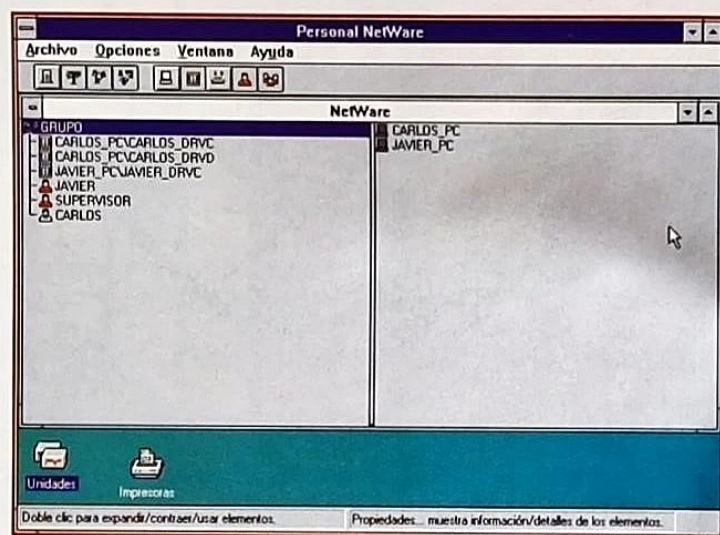 Personal NetWare
Archivo Opciones Ventana Ayuda
NetWare
GRUPO
CARLOS_PC\CARLOS_DRVC
CARLOS_PC\CARLOS_DRVD
JAVIER_PC\JAVIER_DRVC
JAVIER
SUPERVISOR
CARLOS
CARLOS_PC
JAVIER_PC
Unidades
Impresoras
Doble clic para expandir/contraer/usar elementos.
Propiedades... muestra información/detalles de los elementos.